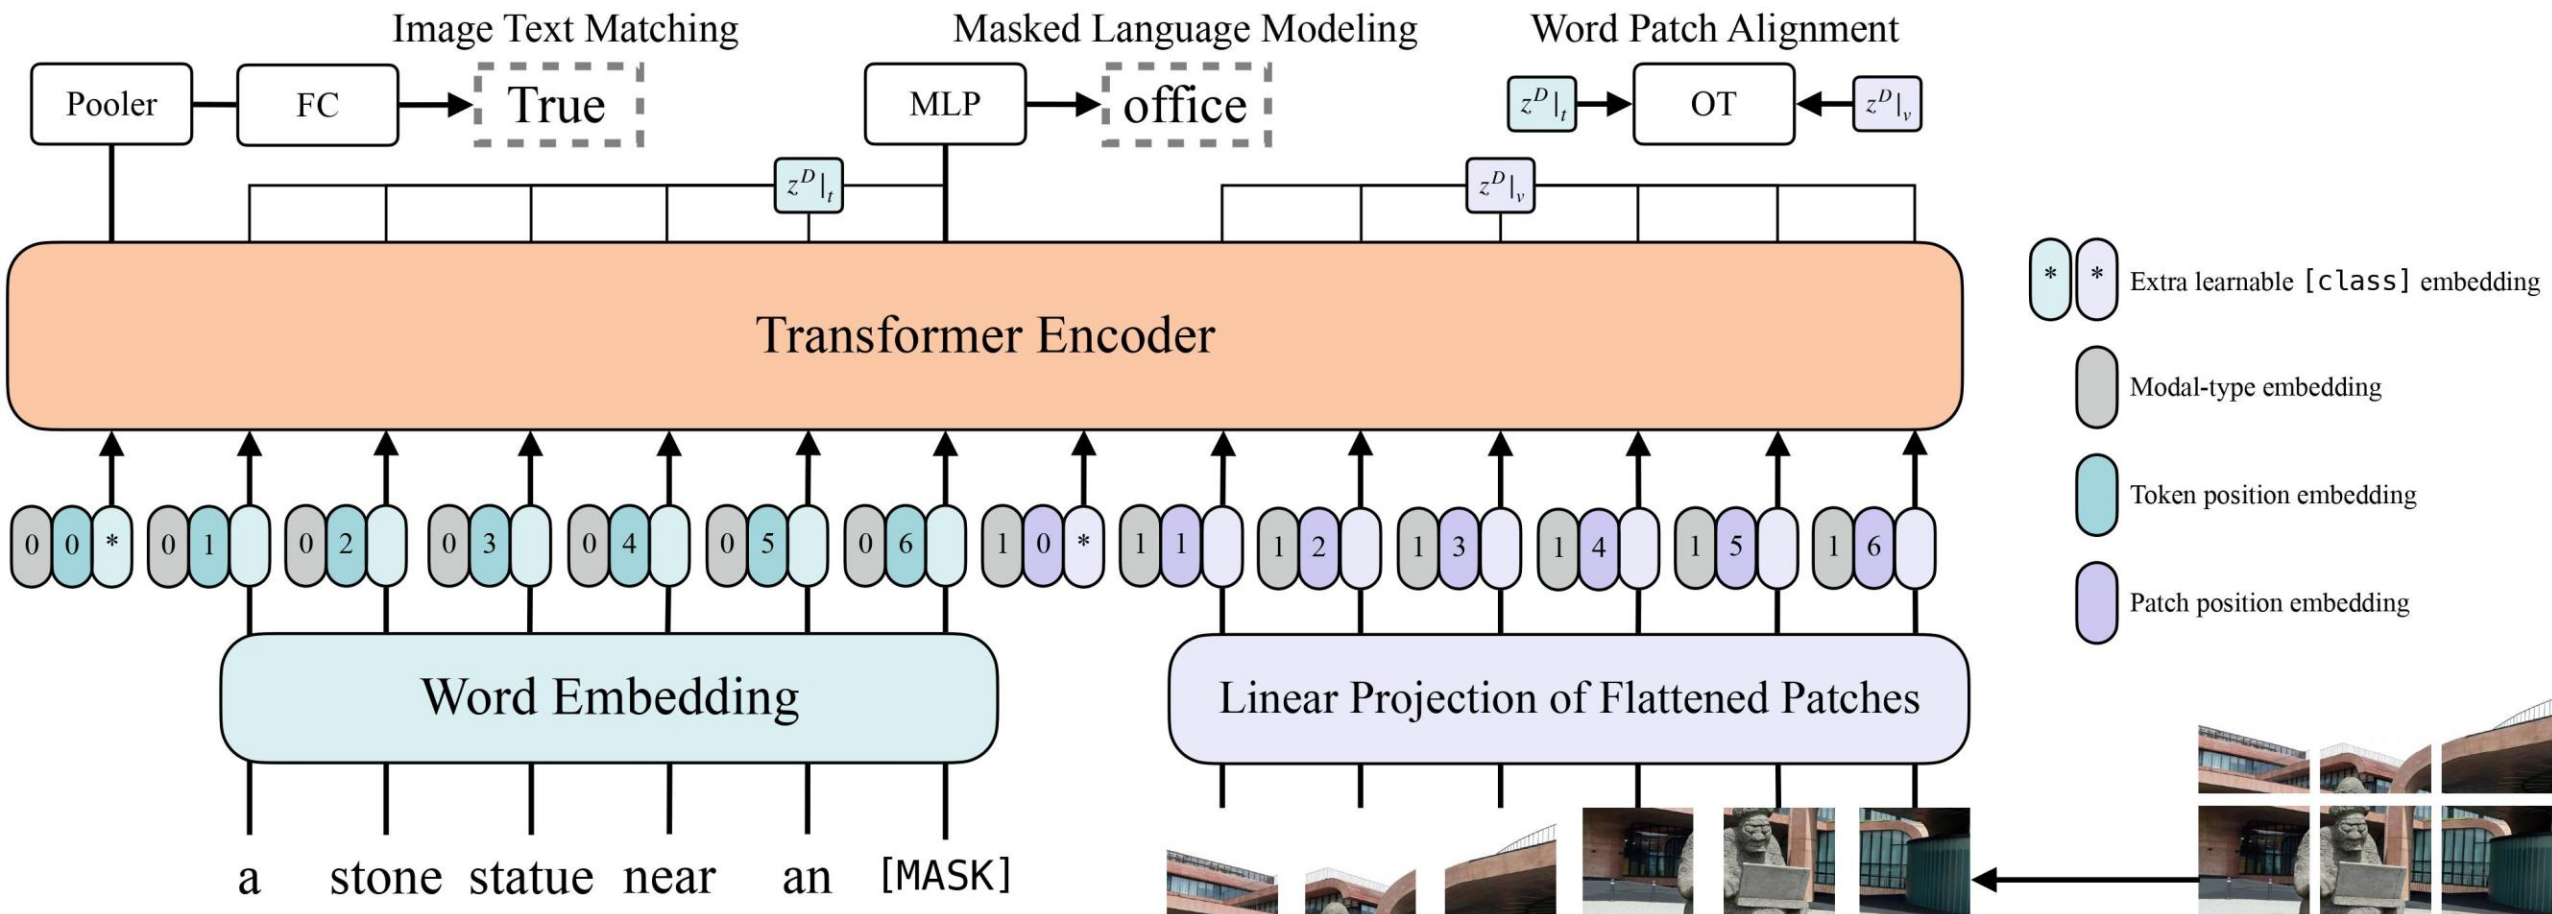 Image Text Matching
Masked Language Modeling
Word Patch Alignment
Pooler
FC
True
MLP
office
z^D|_t
OT
z^D|_v
z^D|_t
z^D|_v
Transformer Encoder
* * Extra learnable [class] embedding
Modal-type embedding
Token position embedding
Patch position embedding
0 0 * 0 1 0 2 0 3 0 4 0 5 0 6 1 0 * 1 1 1 2 1 3 1 4 1 5 1 6
Word Embedding
Linear Projection of Flattened Patches
a stone statue near an [MASK]